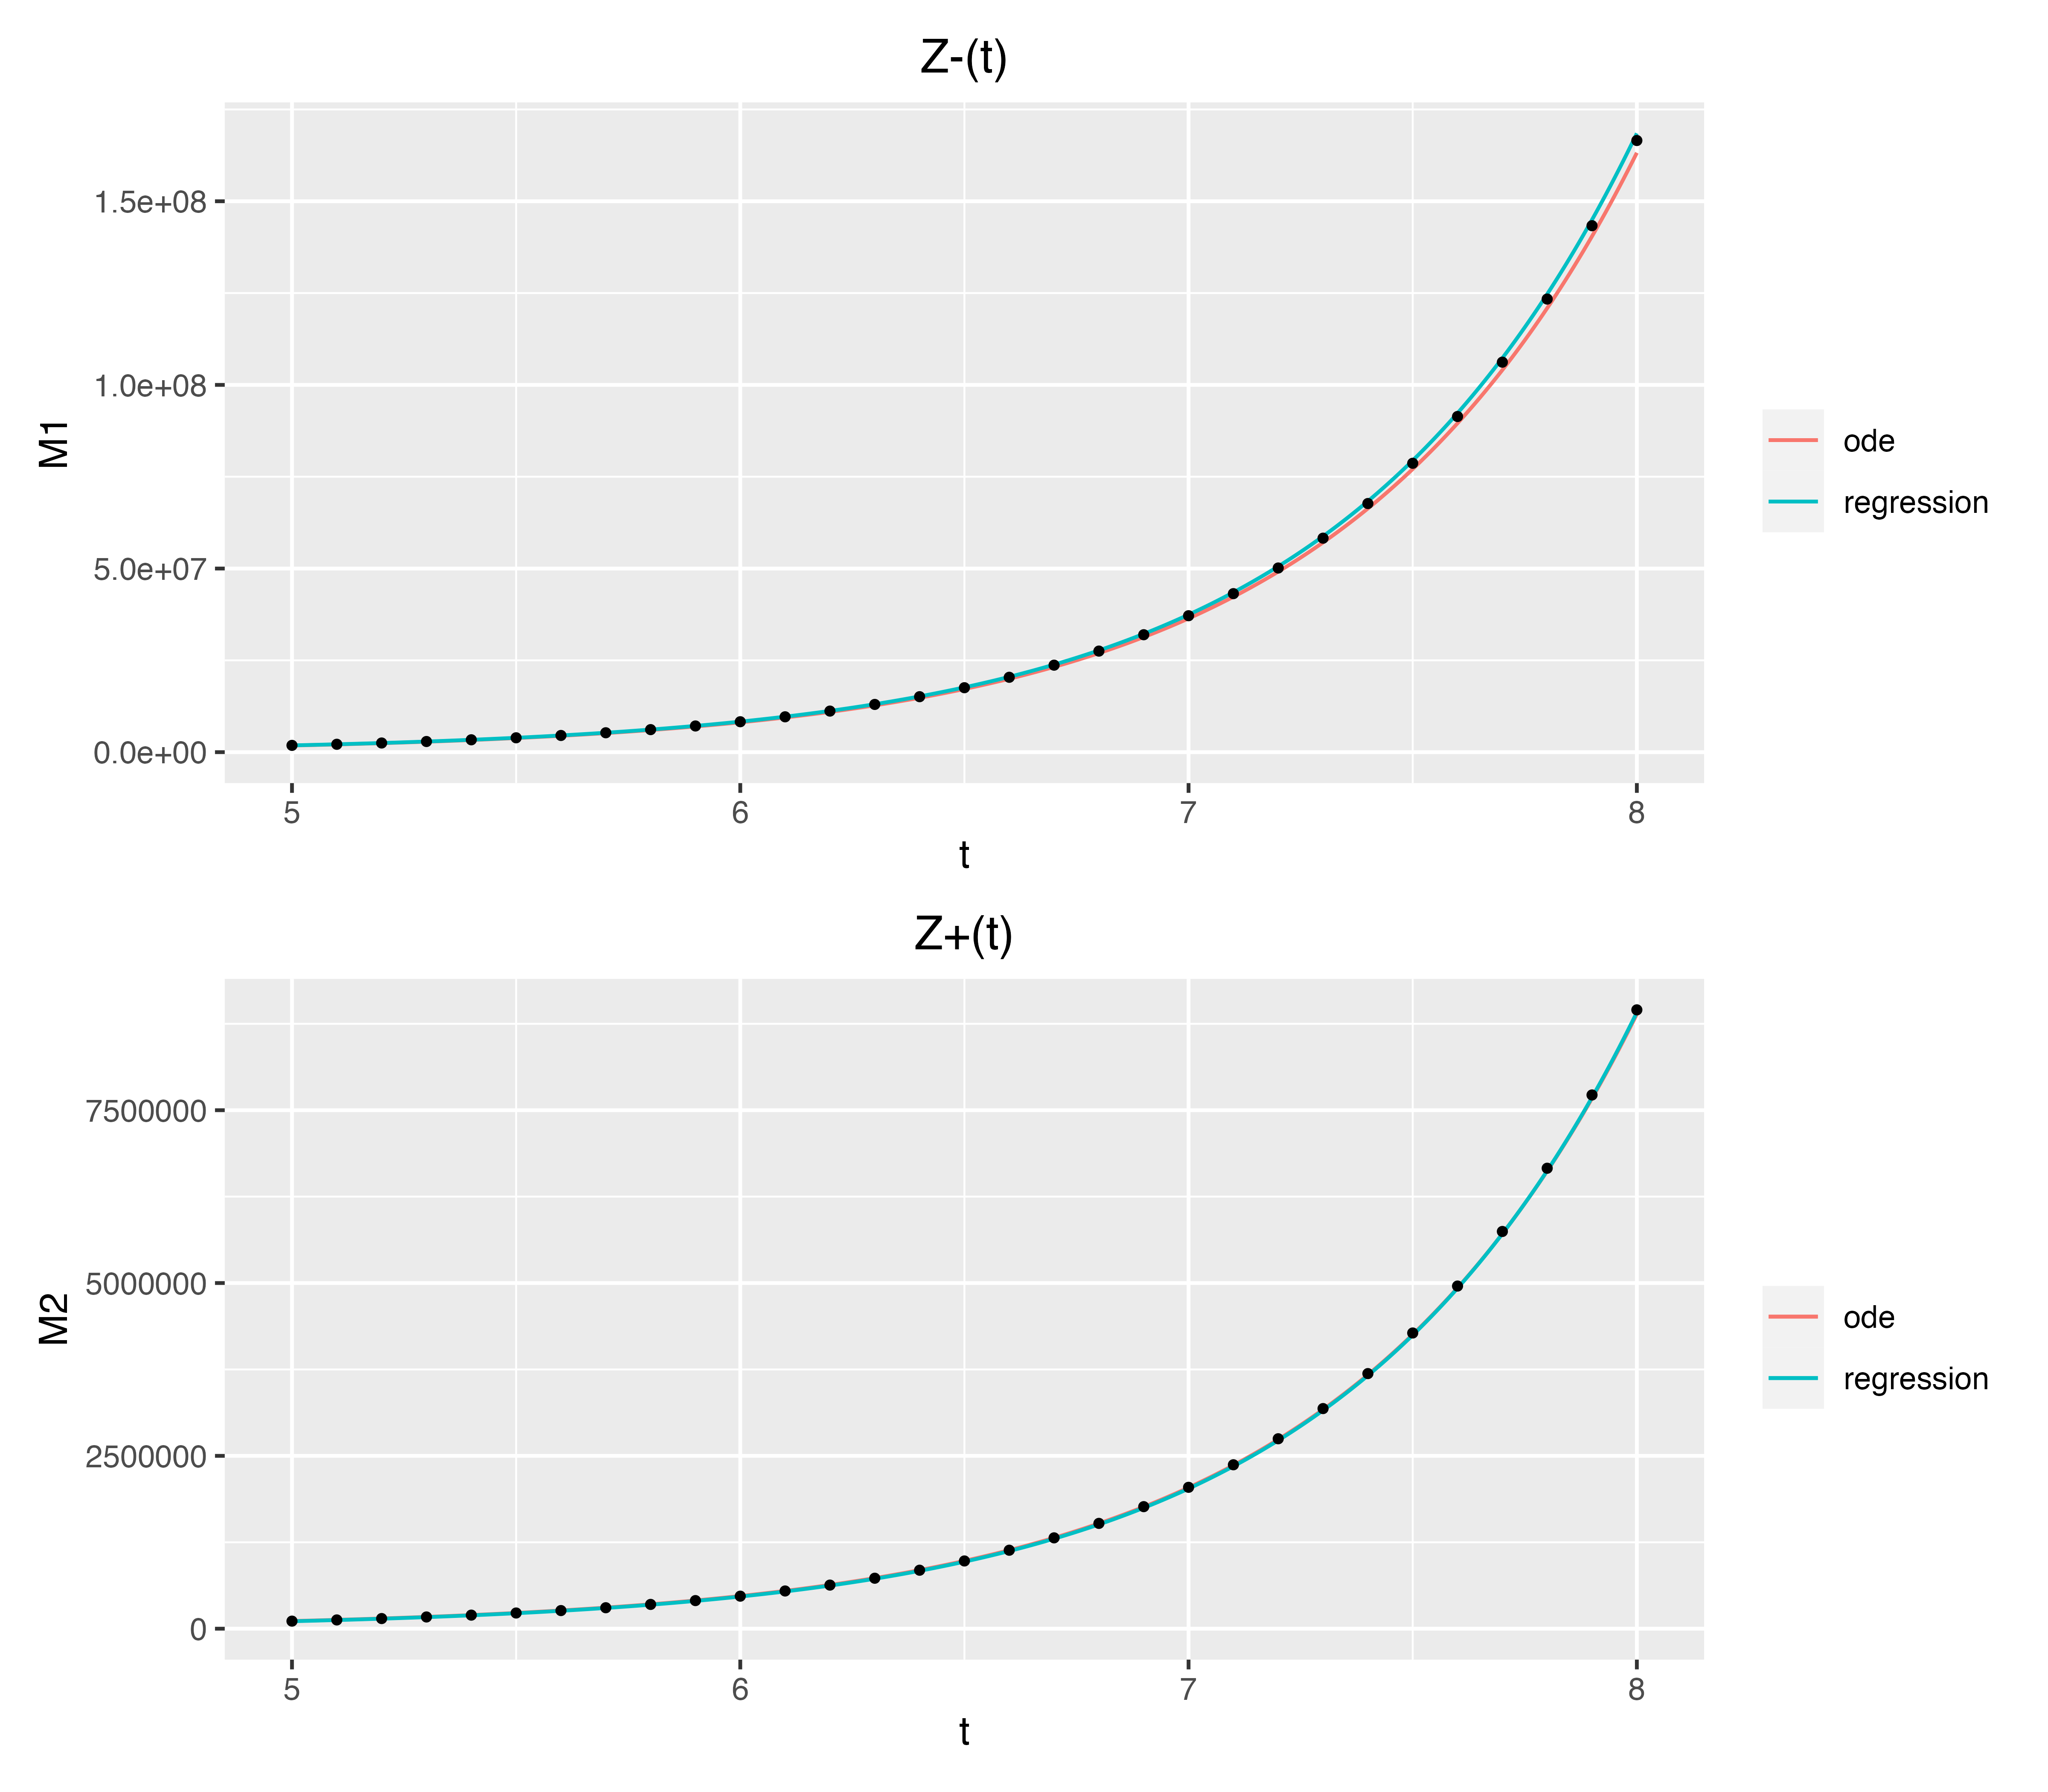 Z-(t)
M1
1.5e+08
1.0e+08
5.0e+07
0.0e+00
5 6 7 8
t
ode
regression
Z+(t)
M2
7500000
5000000
2500000
0
5 6 7 8
t
ode
regression